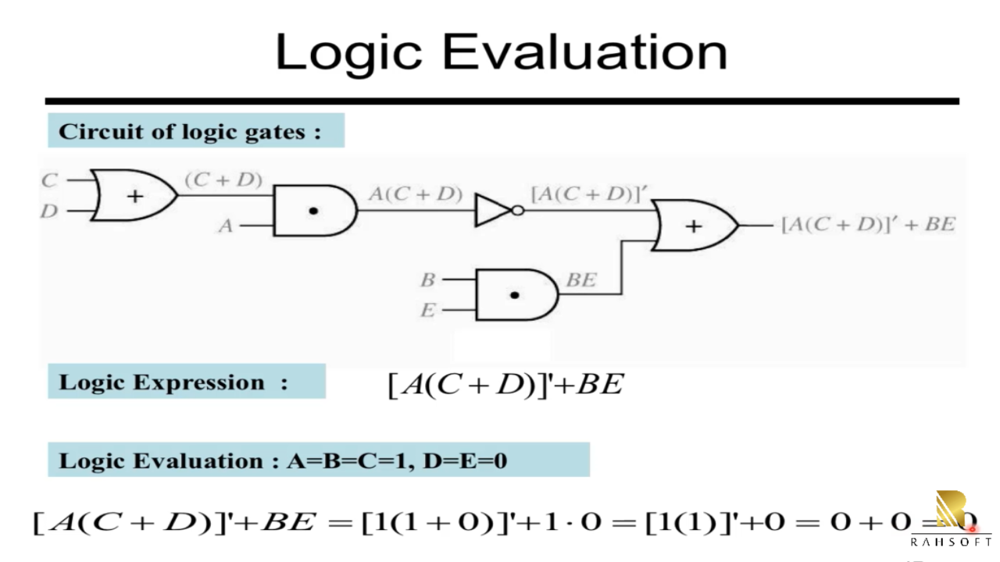 Logic Evaluation
Circuit of logic gates :
C
D
+
(C + D)
A
•
A(C + D)
[A(C + D)]′
+
[A(C + D)]′ + BE
B
E
•
BE
Logic Expression :
[A(C + D)]'+BE
Logic Evaluation : A=B=C=1, D=E=0
[A(C + D)]'+BE = [1(1 + 0)]'+1 · 0 = [1(1)]'+0 = 0 + 0 = 0
RAHSOFT